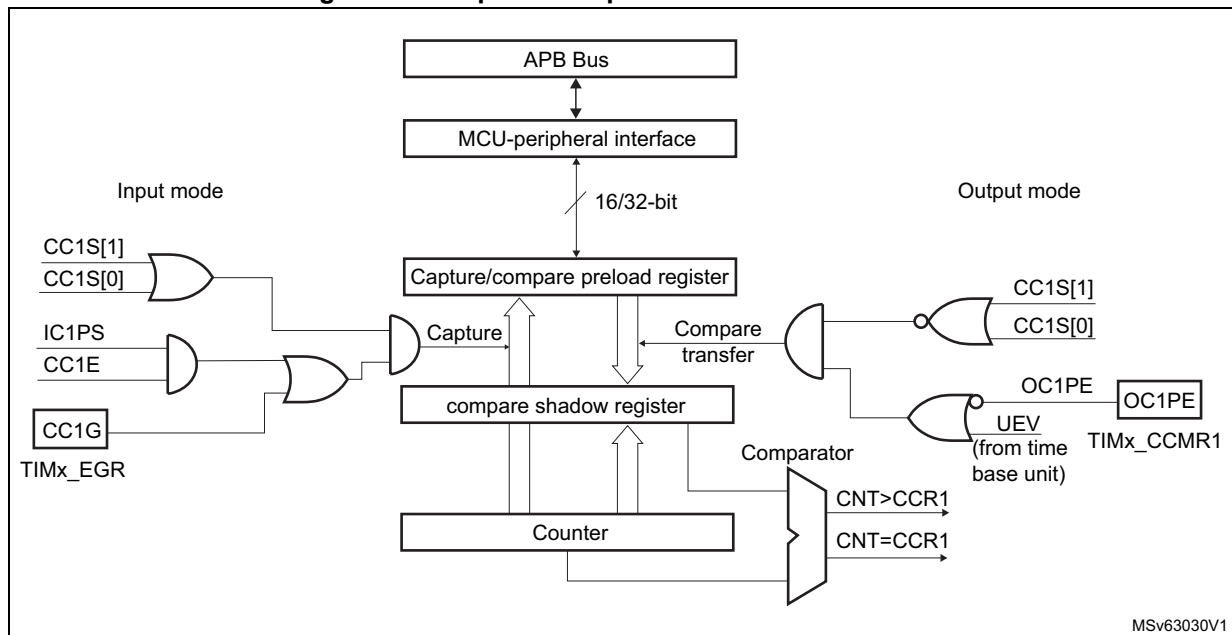 APB Bus
MCU-peripheral interface
Input mode
16/32-bit
Output mode
CC1S[1]
CC1S[0]
Capture/compare preload register
CC1S[1]
CC1S[0]
IC1PS
CC1E
Capture
Compare
transfer
CC1G
TIMx_EGR
compare shadow register
OC1PE
OC1PE
UEV
(from time
base unit)
TIMx_CCMR1
Comparator
CNT>CCR1
Counter
CNT=CCR1
MSv63030V1